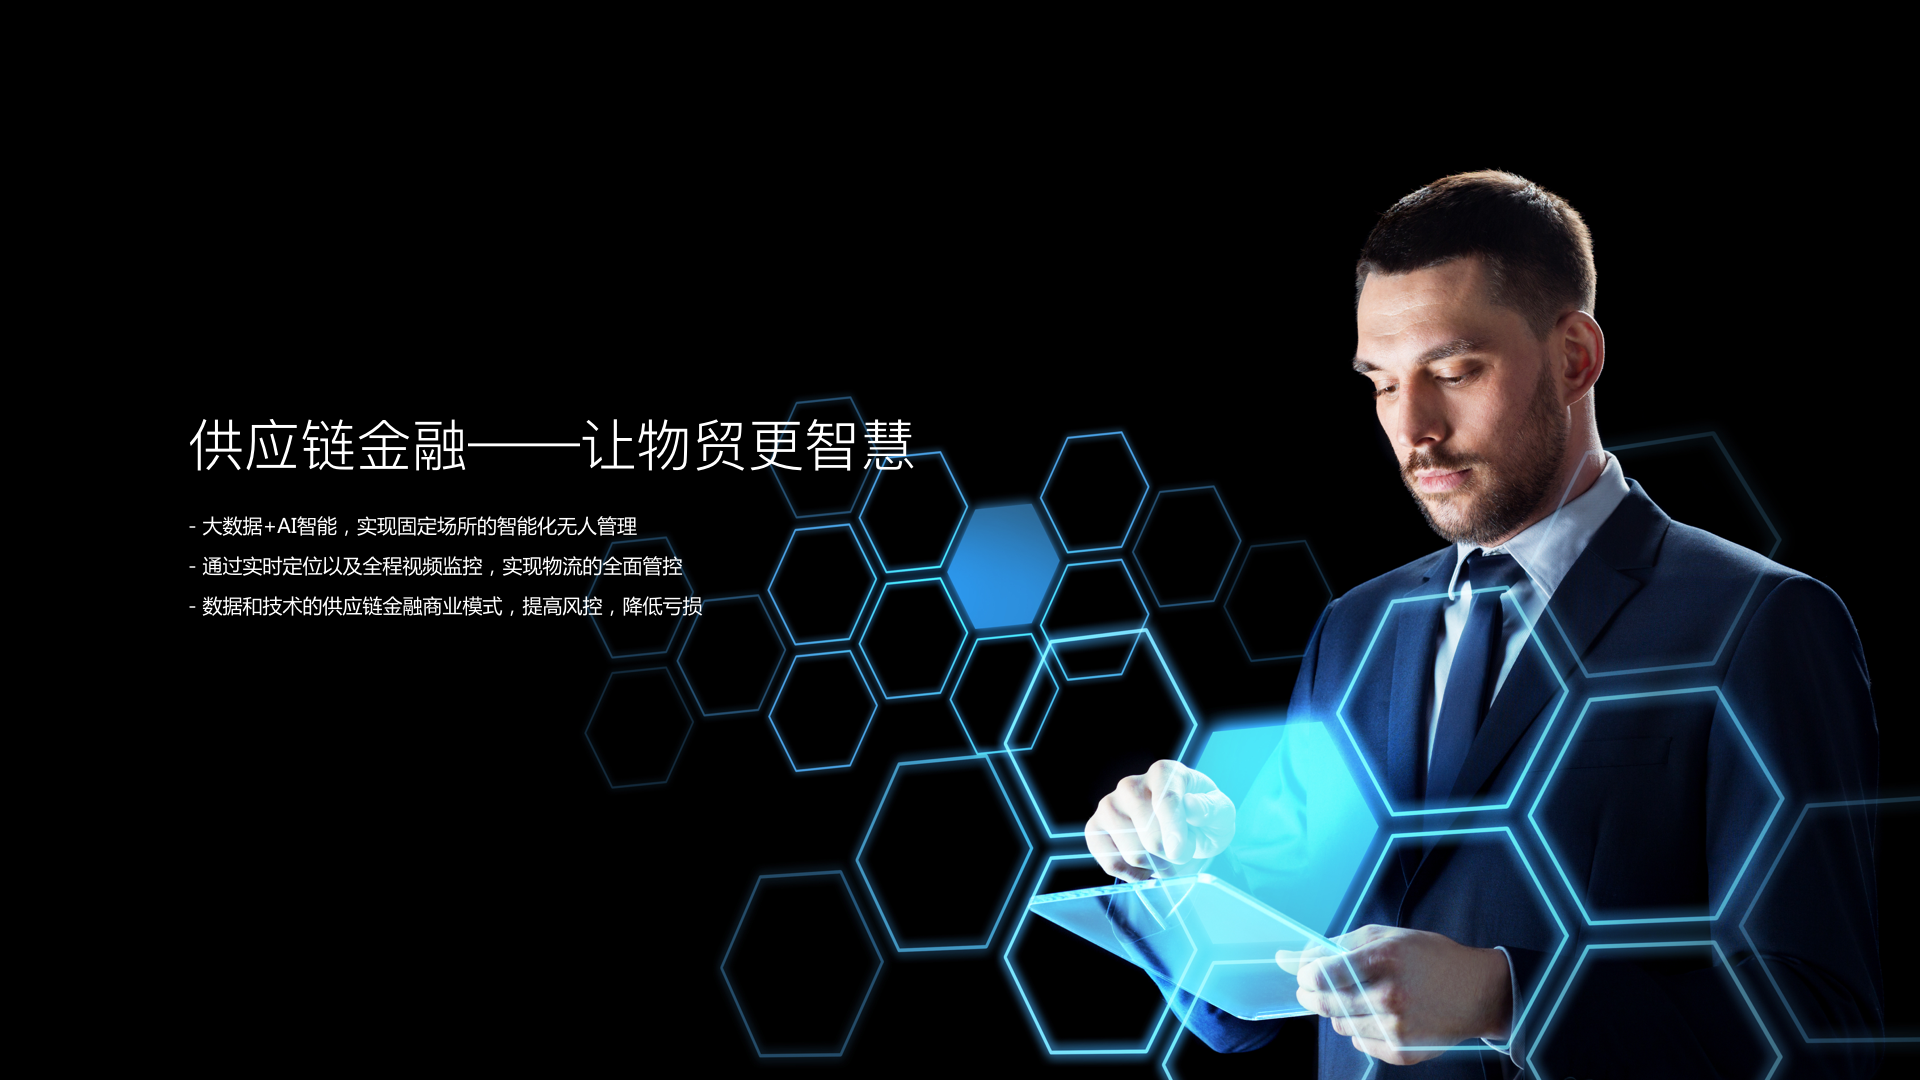 供应链金融——让物贸更智慧
- 大数据+AI智能，实现固定场所的智能化无人管理
- 通过实时定位以及全程视频监控，实现物流的全面管控
- 数据和技术的供应链金融商业模式，提高风控，降低亏损